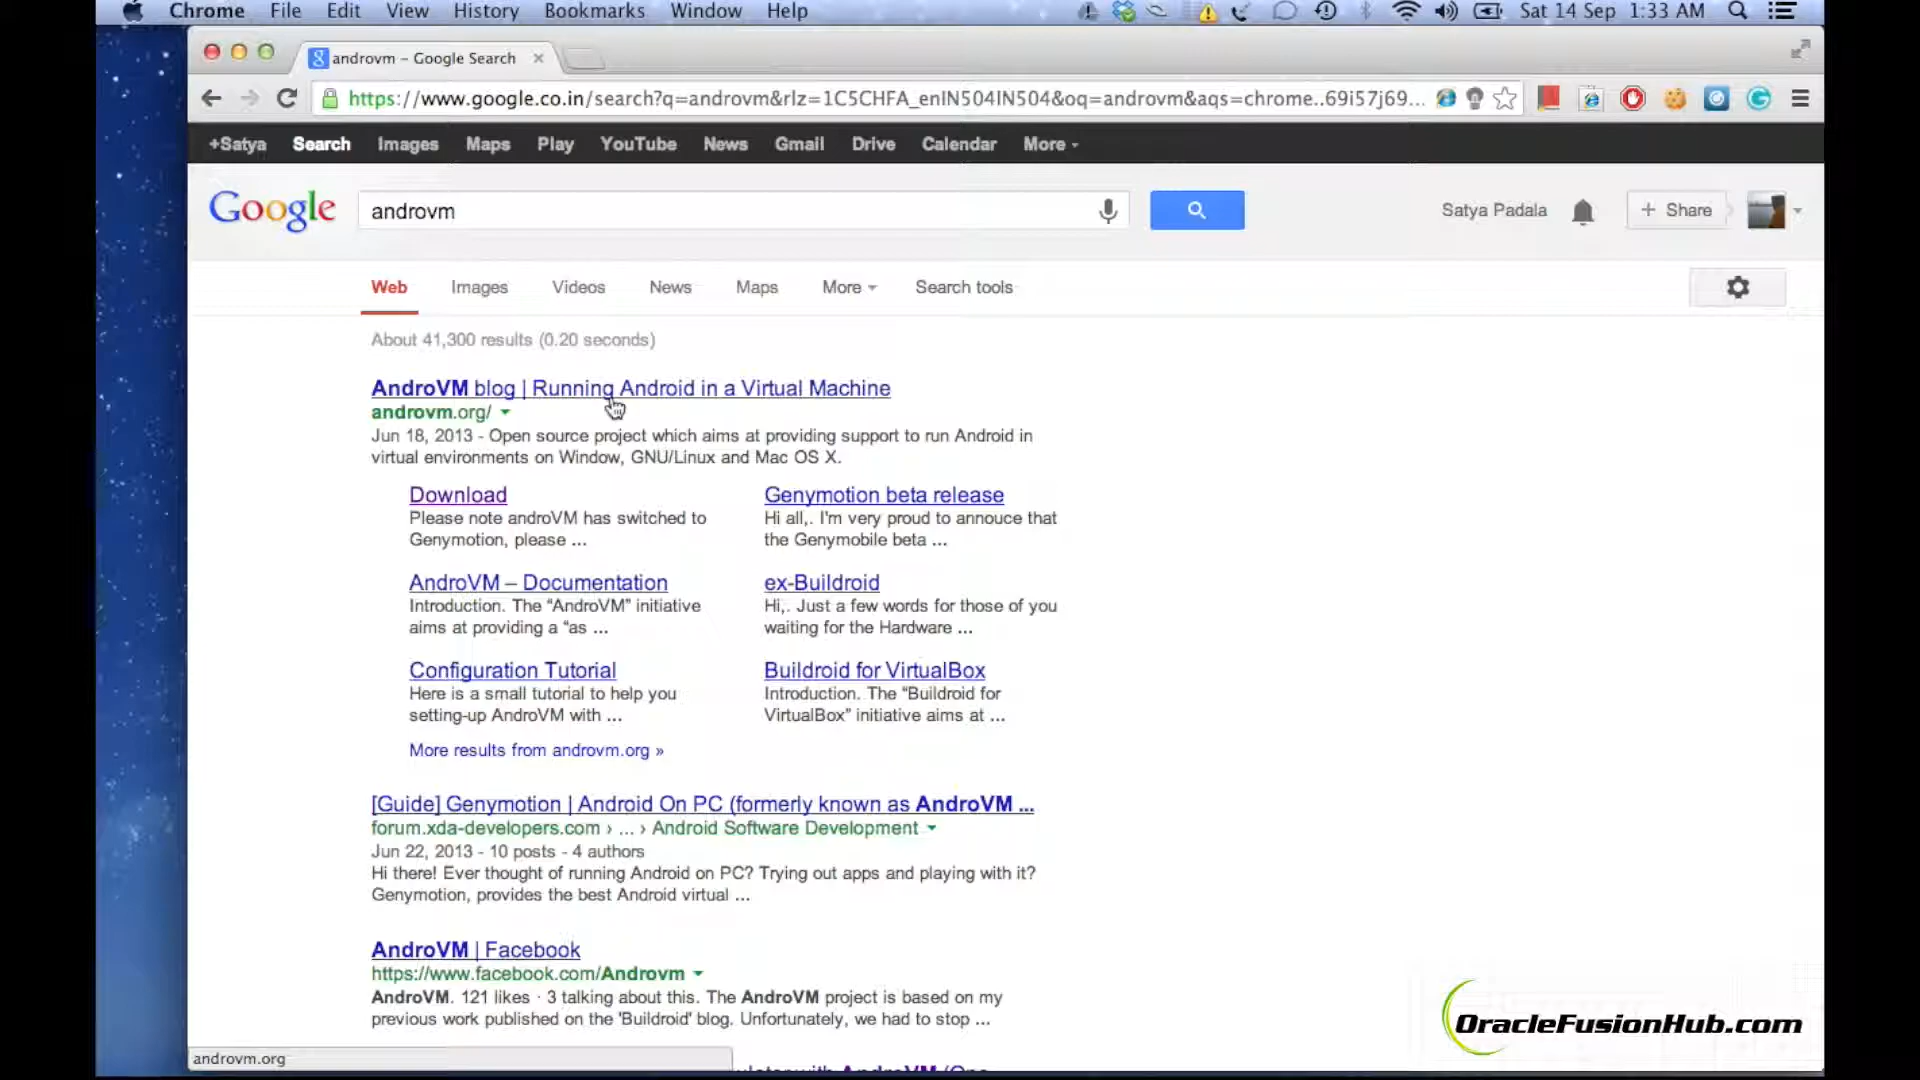 Chrome File Edit View History Bookmarks Window Help Sat 14 Sep 1:33 AM
androvm – Google Search
https://www.google.co.in/search?q=androvm&rlz=1C5CHFA_enIN504IN504&oq=androvm&aqs=chrome..69i57j69...
+Satya Search Images Maps Play YouTube News Gmail Drive Calendar More
Google androvm Satya Padala + Share
Web Images Videos News Maps More Search tools
About 41,300 results (0.20 seconds)
AndroVM blog | Running Android in a Virtual Machine
androvm.org/
Jun 18, 2013 - Open source project which aims at providing support to run Android in
virtual environments on Window, GNU/Linux and Mac OS X.
Download
Please note androVM has switched to
Genymotion, please ...
Genymotion beta release
Hi all,. I'm very proud to annouce that
the Genymobile beta ...
AndroVM – Documentation
Introduction. The “AndroVM” initiative
aims at providing a “as ...
ex-Buildroid
Hi,. Just a few words for those of you
waiting for the Hardware ...
Configuration Tutorial
Here is a small tutorial to help you
setting-up AndroVM with ...
Buildroid for VirtualBox
Introduction. The “Buildroid for
VirtualBox” initiative aims at ...
More results from androvm.org »
[Guide] Genymotion | Android On PC (formerly known as AndroVM ...
forum.xda-developers.com › ... › Android Software Development
Jun 22, 2013 - 10 posts - 4 authors
Hi there! Ever thought of running Android on PC? Trying out apps and playing with it?
Genymotion, provides the best Android virtual ...
AndroVM | Facebook
https://www.facebook.com/Androvm
AndroVM. 121 likes · 3 talking about this. The AndroVM project is based on my
previous work published on the 'Buildroid' blog. Unfortunately, we had to stop ...
OracleFusionHub.com
androvm.org
with AndroVM